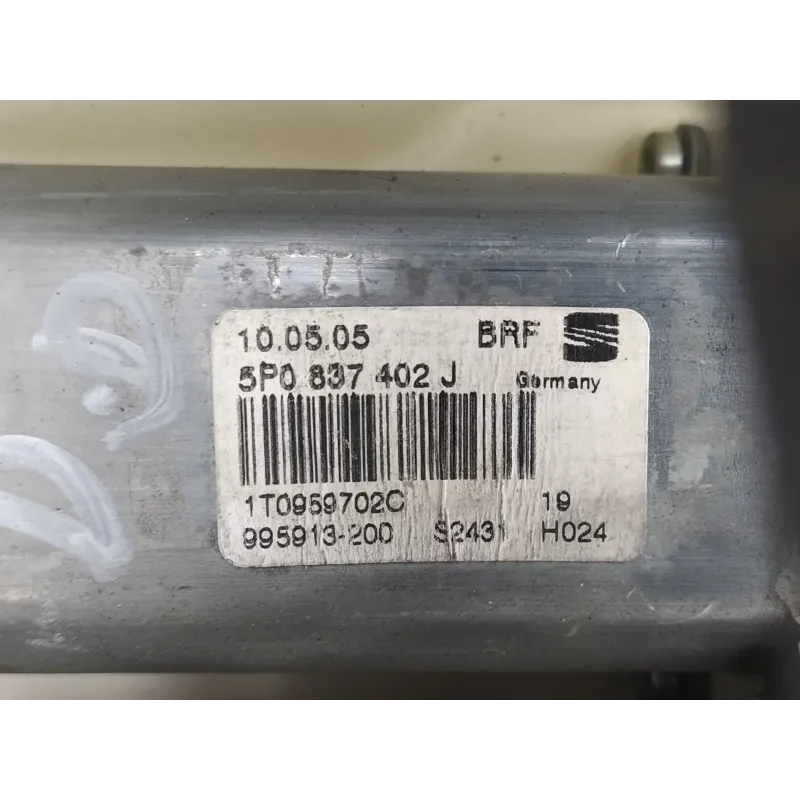 10.05.05 BRF
5P0 837 402 J Germany
1T0959702C 19
995913-200 S2431 H024